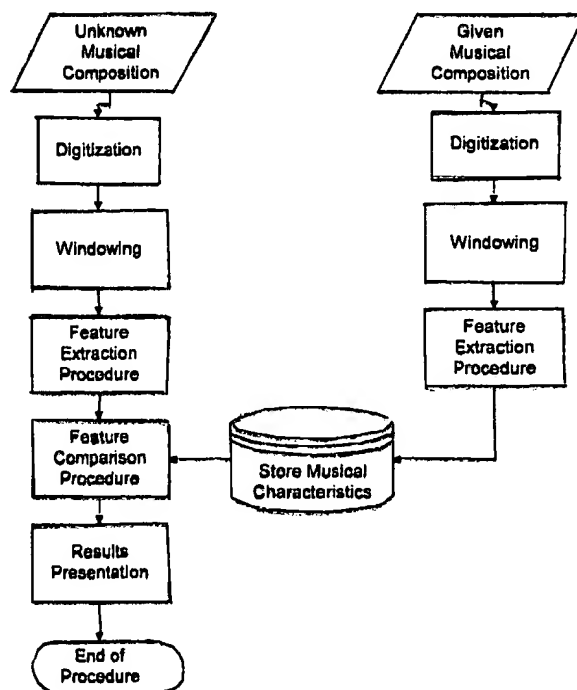 Unknown
Musical
Composition
Digitization
Windowing
Feature
Extraction
Procedure
Feature
Comparison
Procedure
Results
Presentation
End of
Procedure
Given
Musical
Composition
Digitization
Windowing
Feature
Extraction
Procedure
Store Musical
Characteristics